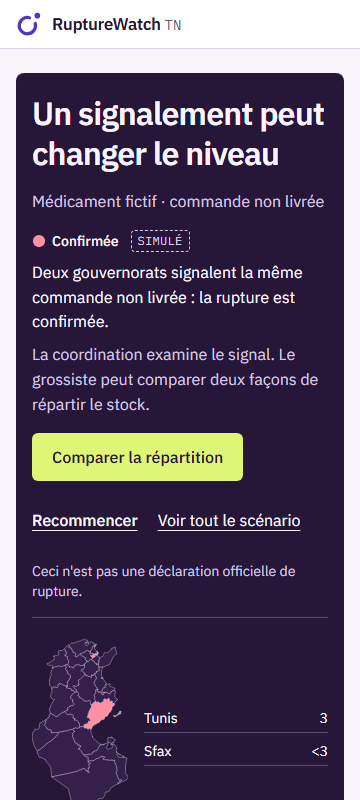 RuptureWatch TN
Un signalement peut
changer le niveau
Médicament fictif · commande non livrée
Confirmée SIMULÉ
Deux gouvernorats signalent la même
commande non livrée : la rupture est
confirmée.
La coordination examine le signal. Le
grossiste peut comparer deux façons de
répartir le stock.
Comparer la répartition
Recommencer Voir tout le scénario
Ceci n'est pas une déclaration officielle de
rupture.
Tunis 3
Sfax <3